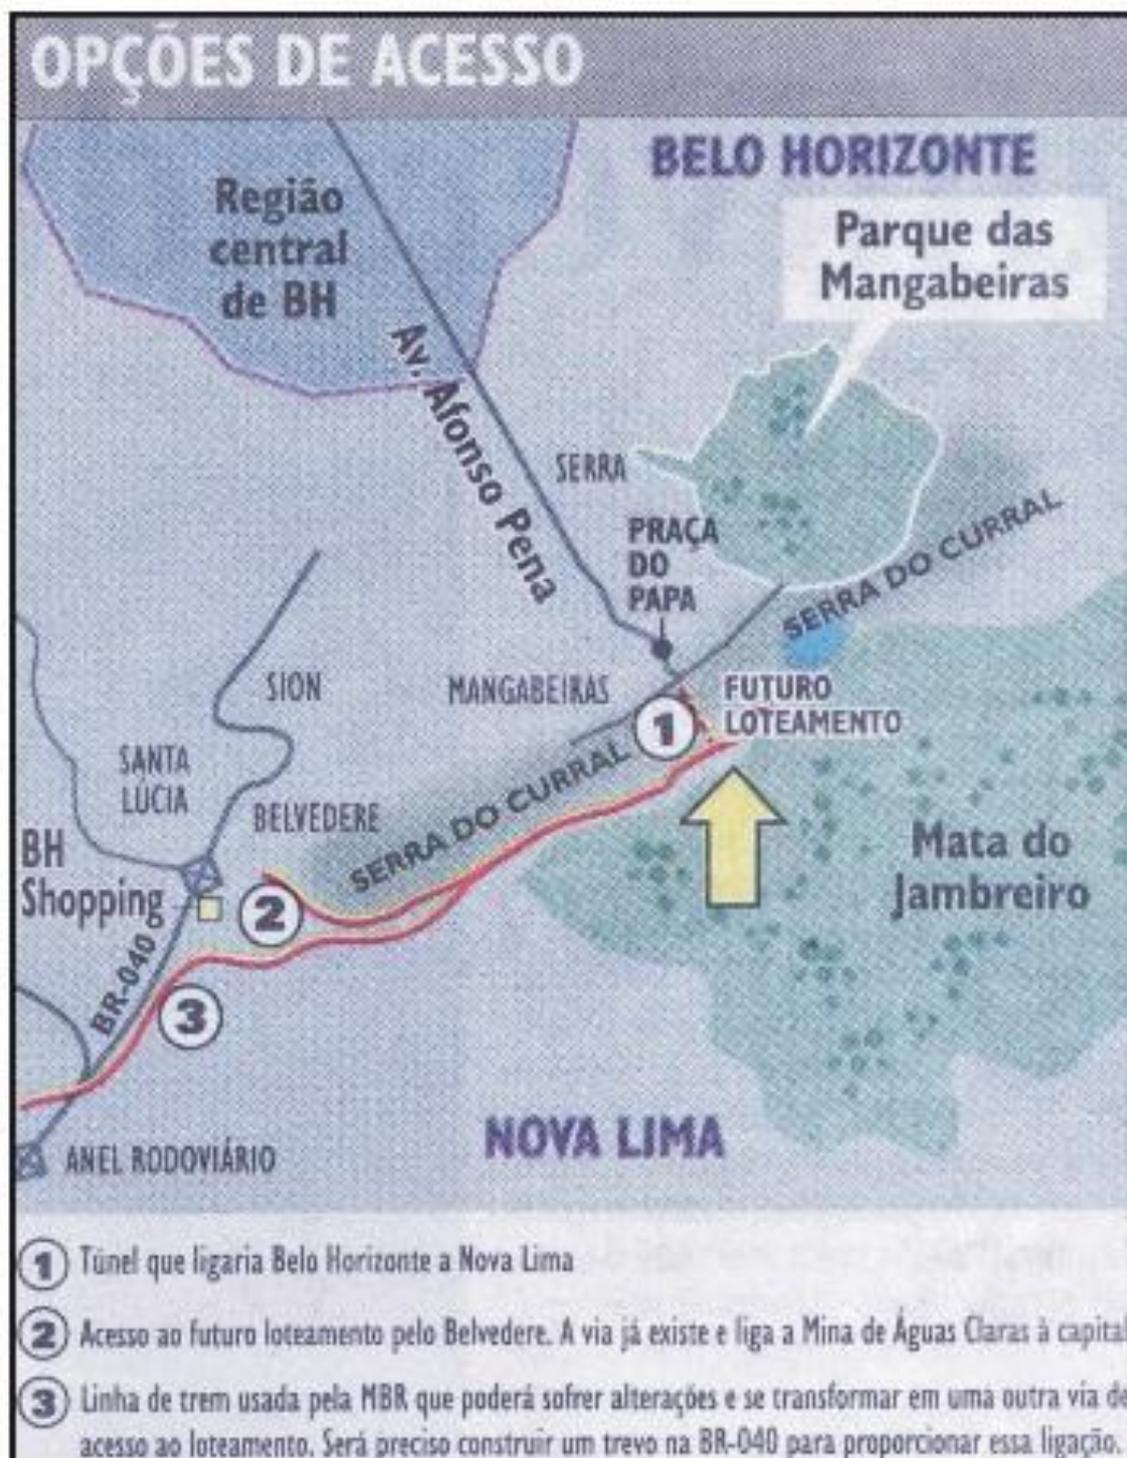 OPÇÕES DE ACESSO
BELO HORIZONTE
Região
central
de BH
Parque das
Mangabeiras
Av. Afonso Pena
SERRA
PRAÇA
DO
PAPA
SERRA DO CURRAL
SION
MANGABEIRAS
FUTURO
LOTEAMENTO
1
SANTA
LÚCIA
BELVEDERE
SERRA DO CURRAL
BH
Shopping
Mata do
Jambreiro
2
BR-040
3
NOVA LIMA
ANEL RODOVIÁRIO
1 Túnel que ligaria Belo Horizonte a Nova Lima
2 Acesso ao futuro loteamento pelo Belvedere. A via já existe e liga a Mina de Águas Claras à capital
3 Linha de trem usada pela MBR que poderá sofrer alterações e se transformar em uma outra via de
acesso ao loteamento. Será preciso construir um trevo na BR-040 para proporcionar essa ligação.